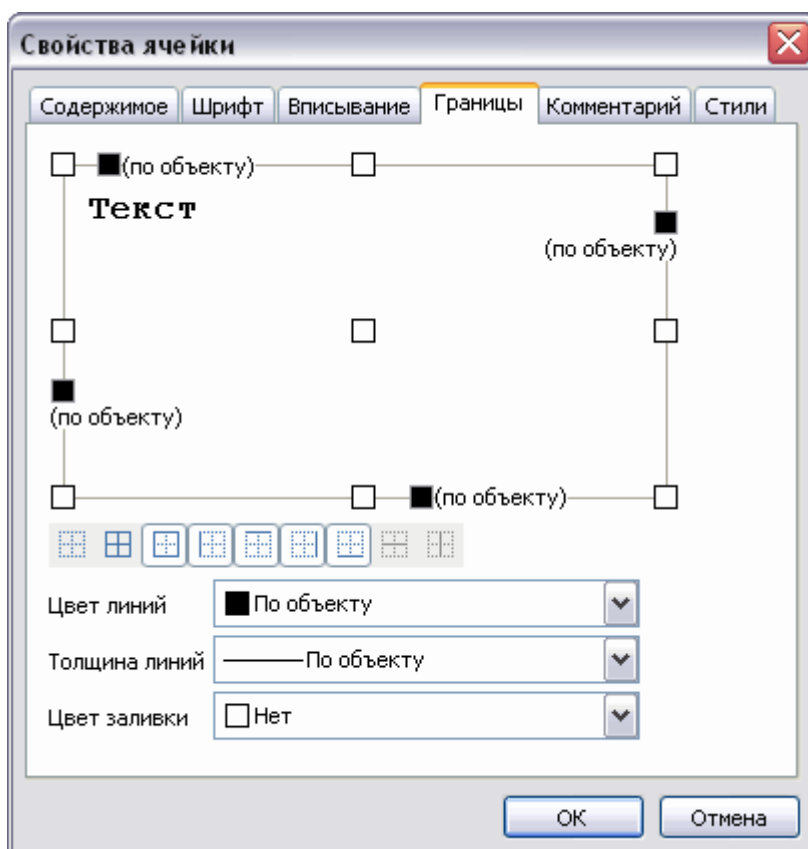 Свойства ячейки
Содержимое Шрифт Вписывание Границы Комментарий Стили
(по объекту)
Текст
(по объекту)
(по объекту)
(по объекту)
Цвет линий По объекту
Толщина линий По объекту
Цвет заливки Нет
ОК Отмена